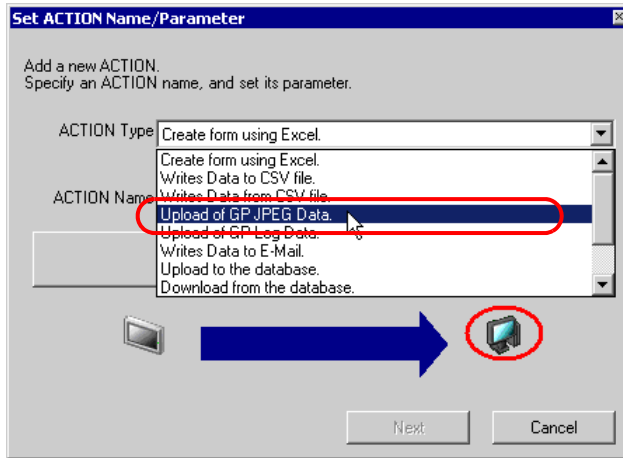 Set ACTION Name/Parameter
Add a new ACTION.
Specify an ACTION name, and set its parameter.
ACTION Type Create form using Excel.
Create form using Excel.
Writes Data to CSV file.
ACTION Name Writes Data from CSV file.
Upload of GP JPEG Data.
Upload of GP Log Data.
Writes Data to E-Mail.
Upload to the database.
Download from the database.
Next
Cancel